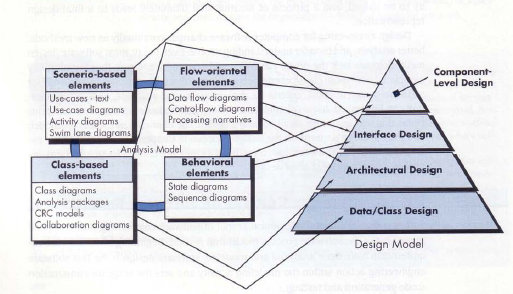 Scenerio-based
elements
Use-cases - text
Use-case diagrams
Activity diagrams
Swim lane diagrams
Flow-oriented
elements
Data flow diagrams
Control-flow diagrams
Processing narratives
Component-
Level Design
Analysis Model
Interface Design
Class-based
elements
Class diagrams
Analysis packages
CRC models
Collaboration diagrams
Behavioral
elements
State diagrams
Sequence diagrams
Architectural Design
Data/Class Design
Design Model